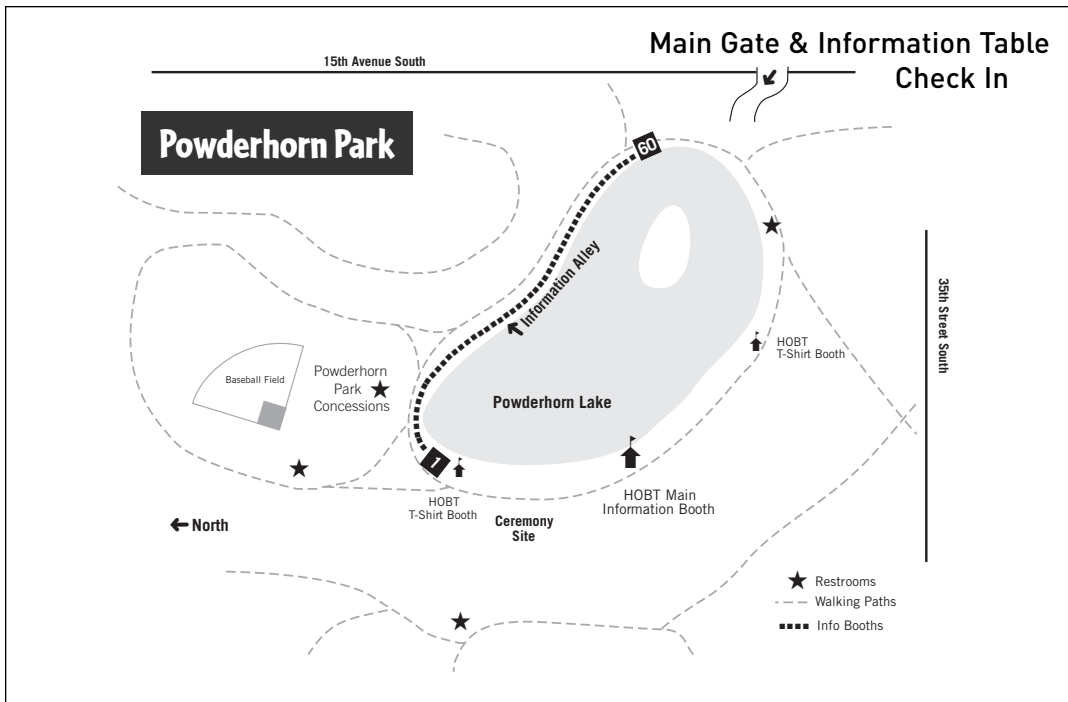 Main Gate & Information Table
Check In
15th Avenue South
Powderhorn Park
60
Information Alley
35th Street South
HOBT
T-Shirt Booth
Baseball Field
Powderhorn
Park
Concessions
Powderhorn Lake
1
HOBT
T-Shirt Booth
HOBT Main
Information Booth
Ceremony
Site
North
Restrooms
Walking Paths
Info Booths